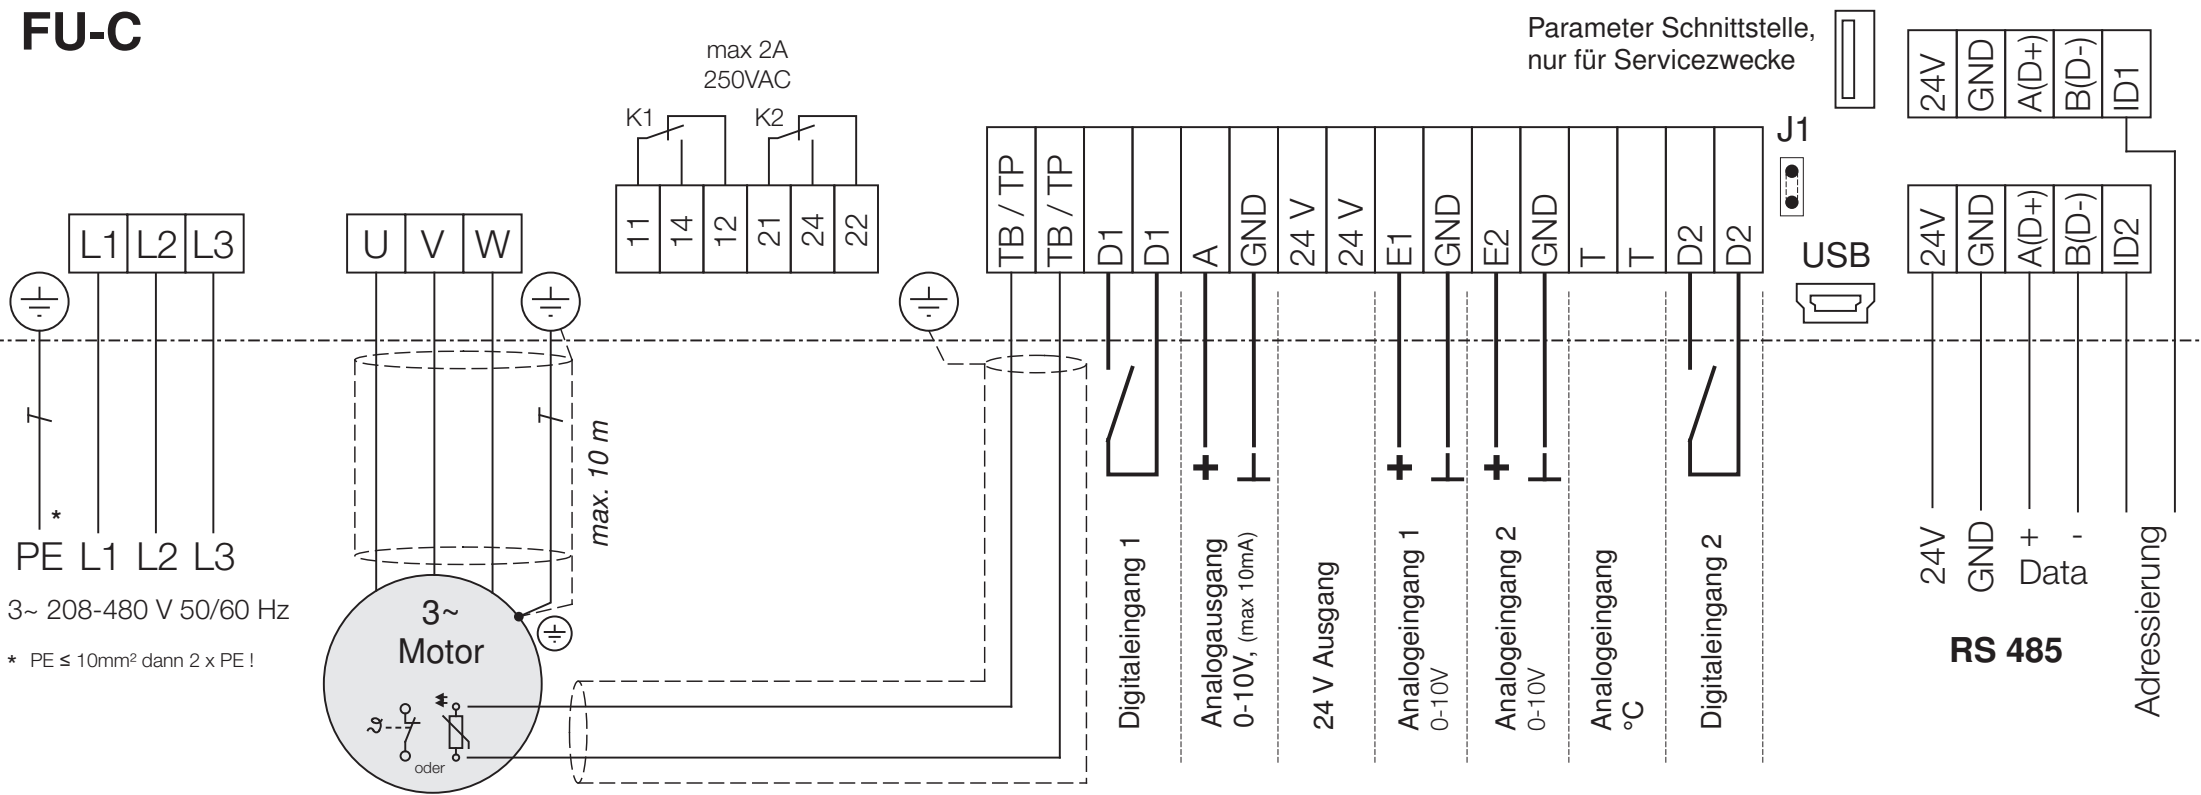 FU-C
max 2A
250VAC
K1
K2
Parameter Schnittstelle,
nur für Servicezwecke
24V GND A(D+) B(D-) ID1
J1
L1 L2 L3
U V W
11 14 12 21 24 22
TB / TP TB / TP D1 D1 A GND 24 V 24 V E1 GND E2 GND T T D2 D2
USB
24V GND A(D+) B(D-) ID2
max. 10 m
+ ⊥ + ⊥ + ⊥
*
PE L1 L2 L3
3~ 208-480 V 50/60 Hz
* PE ≤ 10mm² dann 2 x PE !
3~
Motor
ϑ
oder
Digitaleingang 1
Analogausgang
0-10V, (max 10mA)
24 V Ausgang
Analogeingang 1
0-10V
Analogeingang 2
0-10V
Analogeingang
°C
Digitaleingang 2
24V GND + -
Data
Adressierung
RS 485